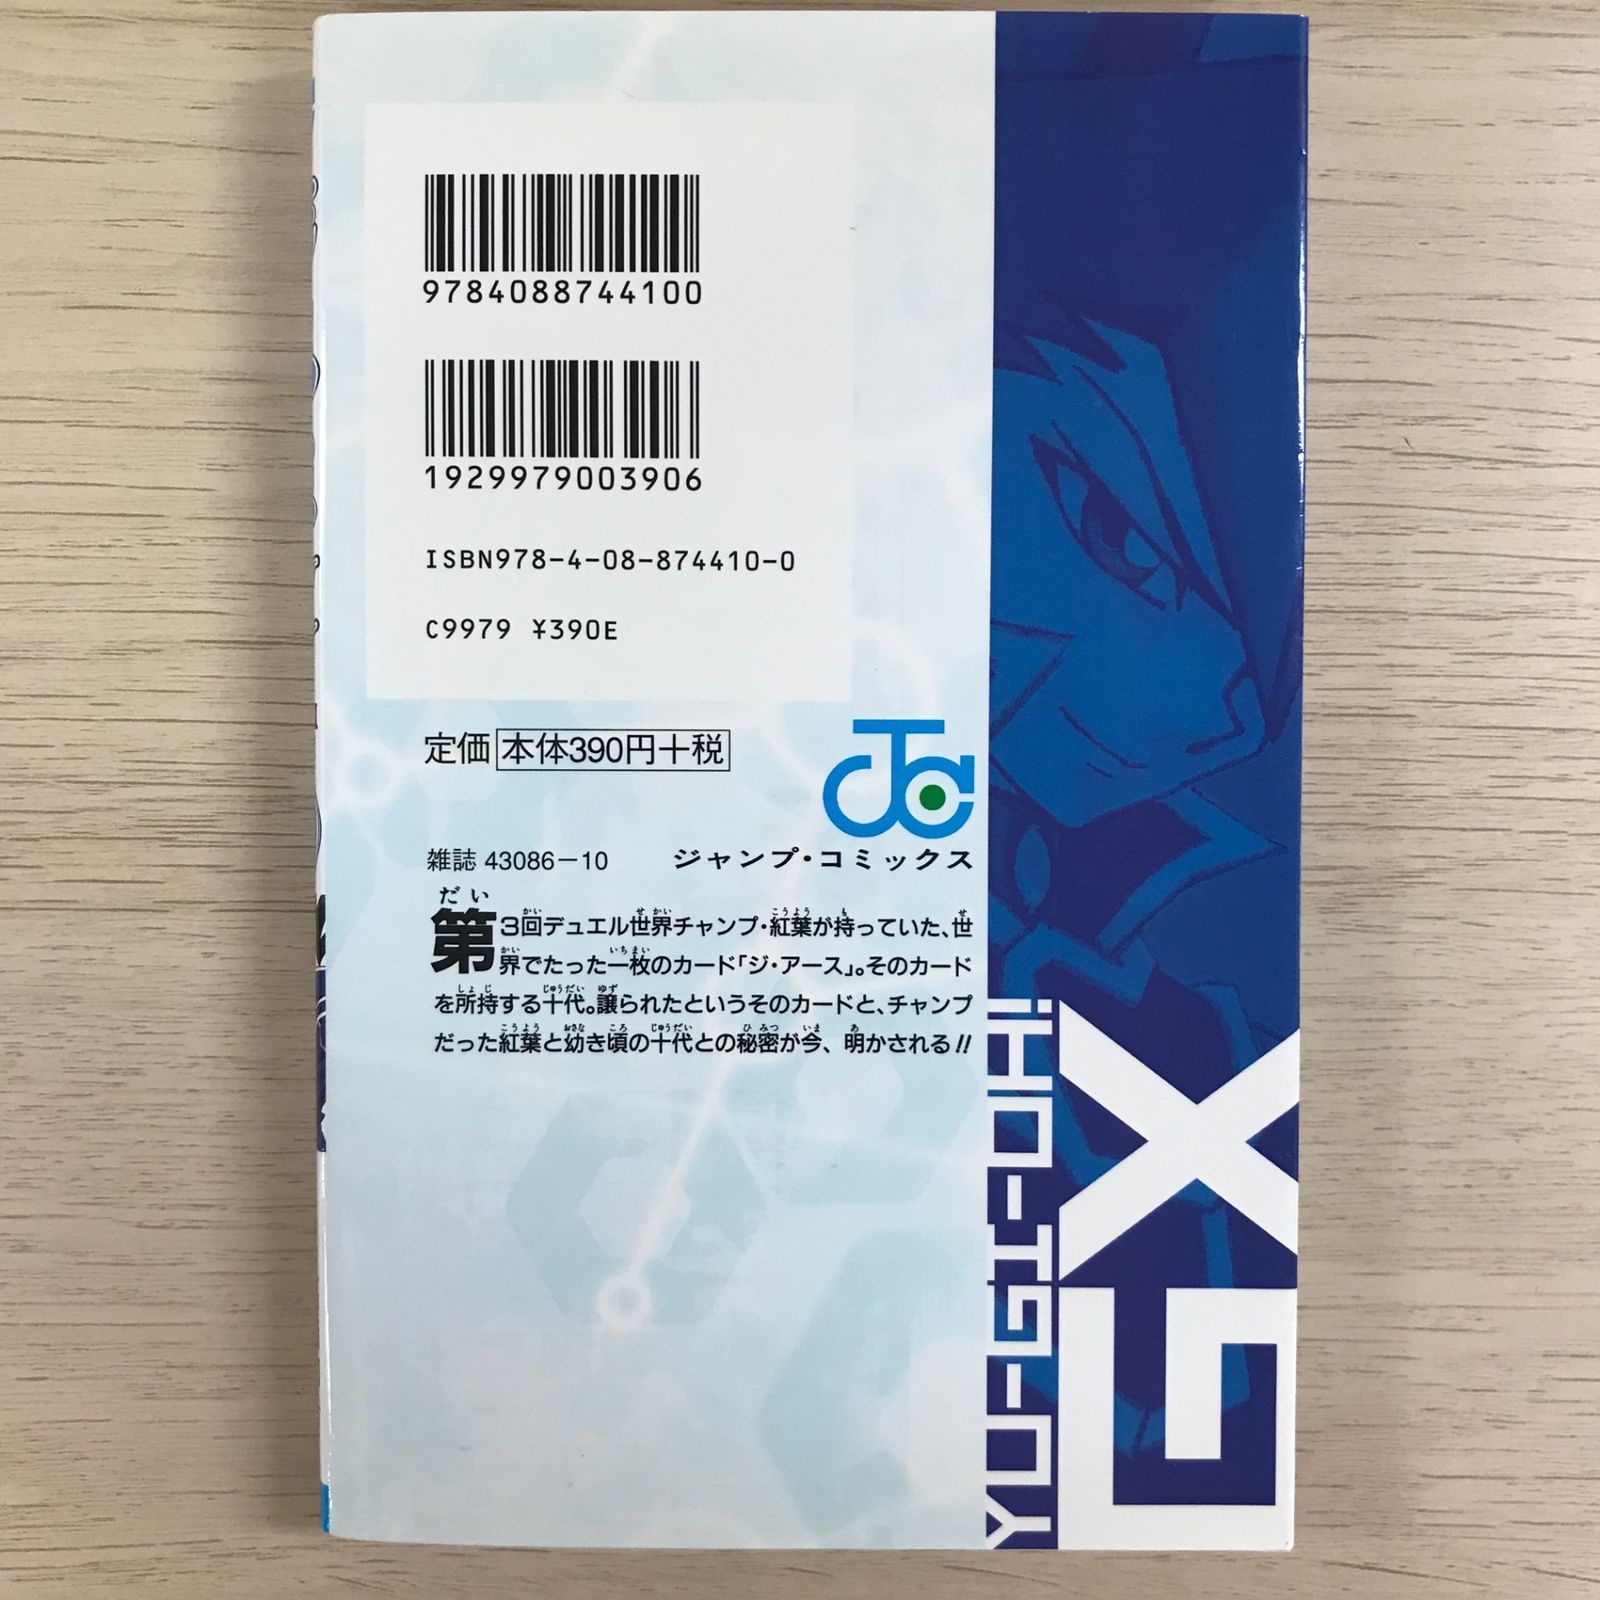 9784088744100
1929979003906
ISBN978-4-08-874410-0
C9979 ¥390E
定価 本体390円+税
JC
雑誌 43086-10
ジャンプ・コミックス
第3回デュエル世界チャンプ・紅葉が持っていた、世
界でたった一枚のカード「ジ・アース」。そのカード
を所持する十代。譲られたというそのカードと、チャンプ
だった紅葉と幼き頃の十代との秘密が今、明かされる!!
YU-GI-OH!
GX